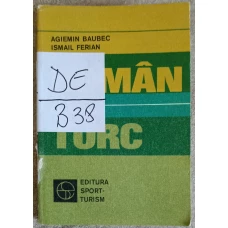 AGIEMIN BAUBEC
ISMAIL FERIAN
DE
B38
MÂN
TURC
EDITURA
SPORT-
TURISM